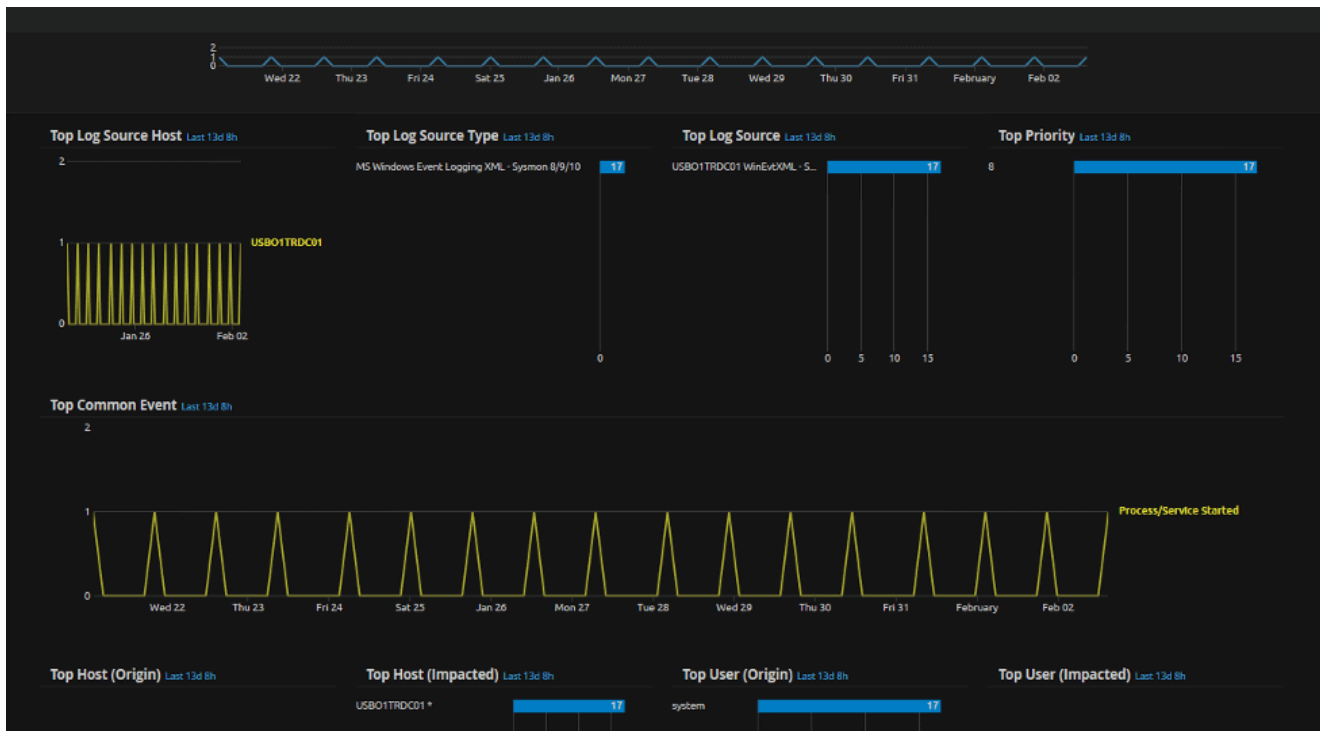 2
1
0
Wed 22 Thu 23 Fri 24 Sat 25 Jan 26 Mon 27 Tue 28 Wed 29 Thu 30 Fri 31 February Feb 02
Top Log Source Host Last 13d 8h
2
1
USBO1TRDC01
0
Jan 26 Feb 02
Top Log Source Type Last 13d 8h
MS Windows Event Logging XML - Sysmon 8/9/10 17
0
Top Log Source Last 13d 8h
USBO1TRDC01 WinEvtXML - S... 17
0 5 10 15
Top Priority Last 13d 8h
8 17
0 5 10 15
Top Common Event Last 13d 8h
2
1
Process/Service Started
0
Wed 22 Thu 23 Fri 24 Sat 25 Jan 26 Mon 27 Tue 28 Wed 29 Thu 30 Fri 31 February Feb 02
Top Host (Origin) Last 13d 8h
Top Host (Impacted) Last 13d 8h
USBO1TRDC01 * 17
Top User (Origin) Last 13d 8h
system 17
Top User (Impacted) Last 13d 8h